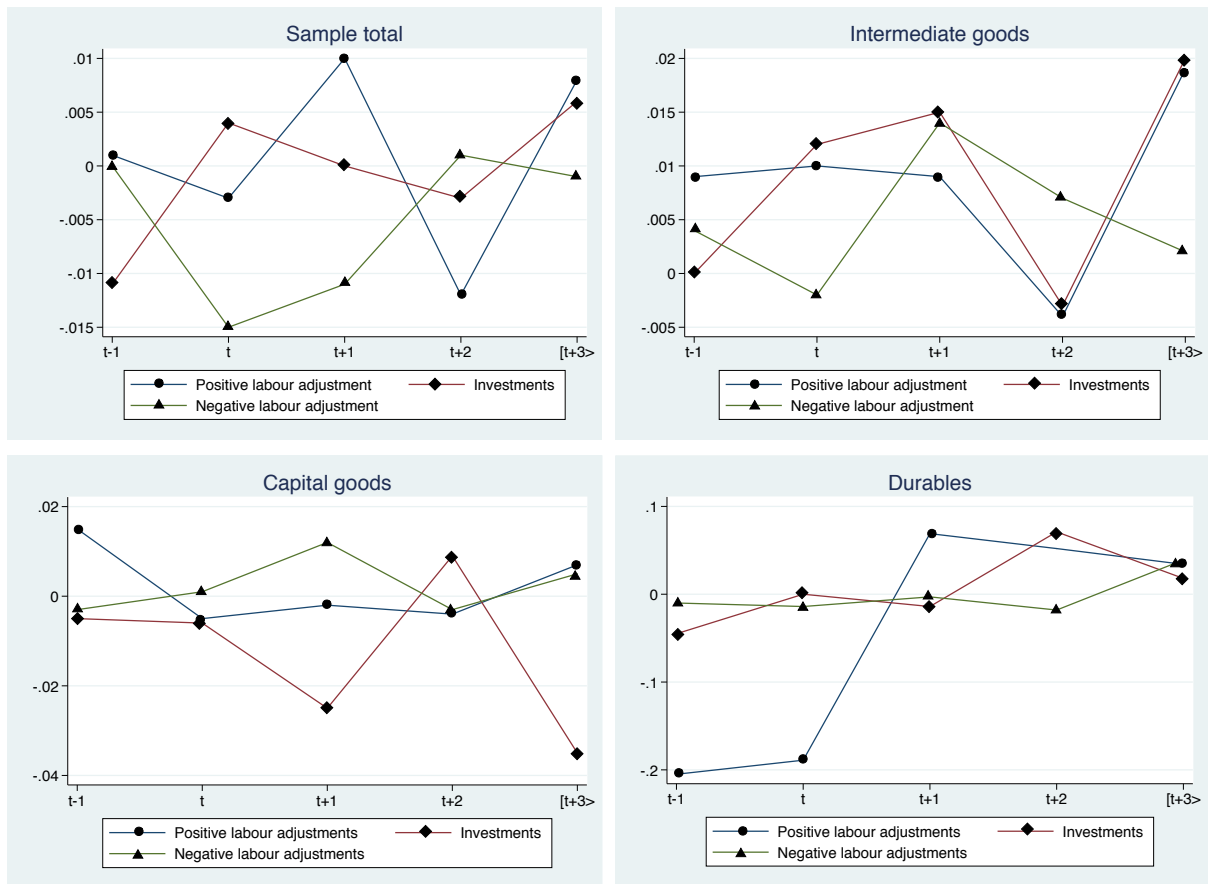 Sample total
.01
.005
0
-.005
-.01
-.015
t-1 t t+1 t+2 [t+3>
Positive labour adjustment Investments
Negative labour adjustment
Intermediate goods
.02
.015
.01
.005
0
-.005
t-1 t t+1 t+2 [t+3>
Positive labour adjustment Investments
Negative labour adjustment
Capital goods
.02
0
-.02
-.04
t-1 t t+1 t+2 [t+3>
Positive labour adjustments Investments
Negative labour adjustments
Durables
.1
0
-.1
-.2
t-1 t t+1 t+2 [t+3>
Positive labour adjustments Investments
Negative labour adjustments